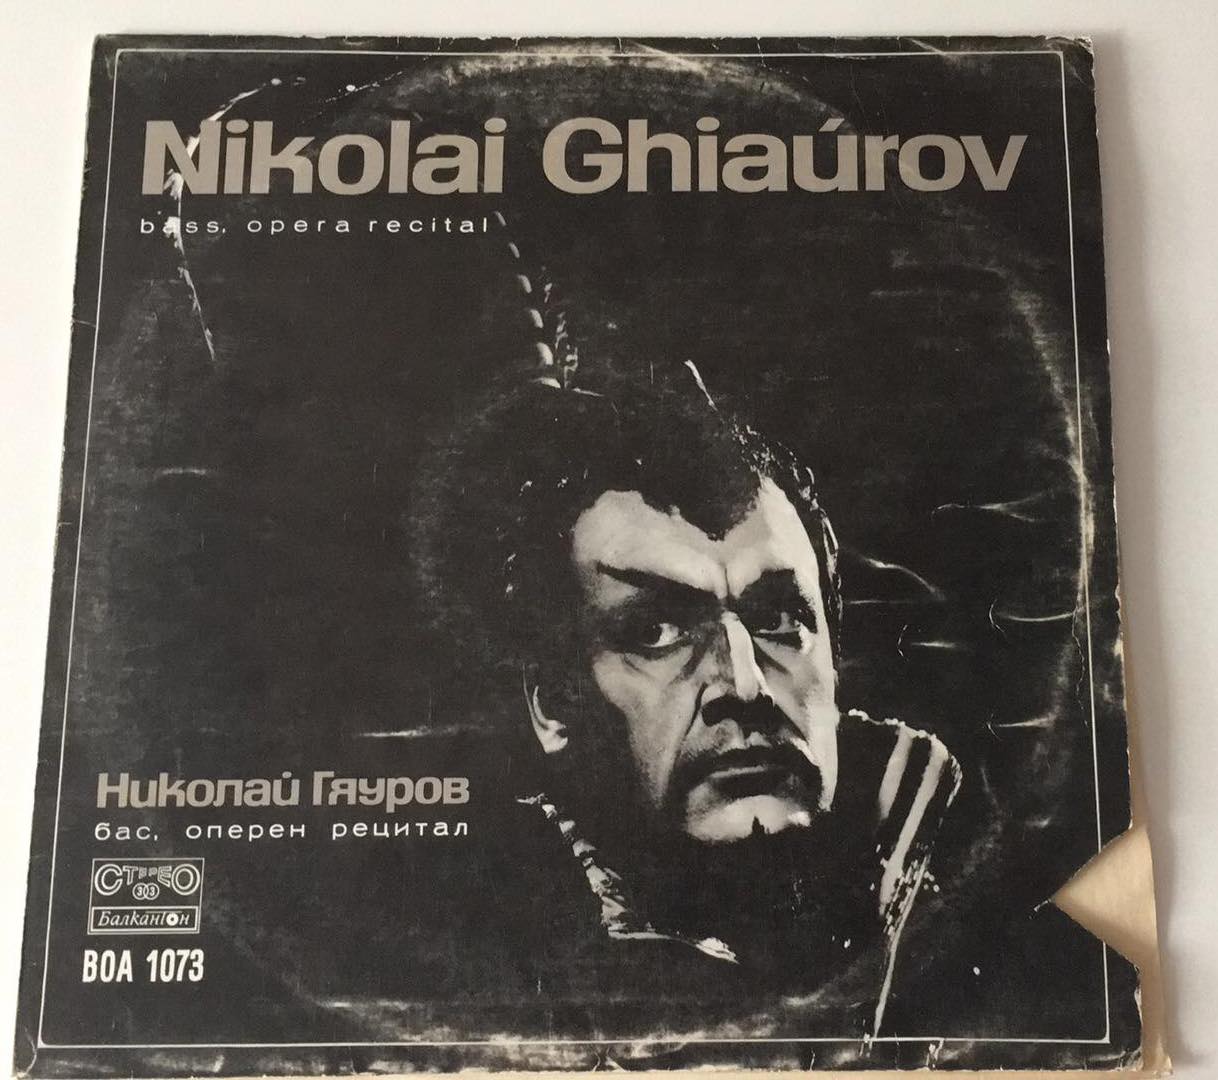 Nikolai Ghiaúrov
bass, opera recital
Николай Гяуров
бас, оперен рецитал
СТЕРЕО
33
Балкантон
ВОА 1073